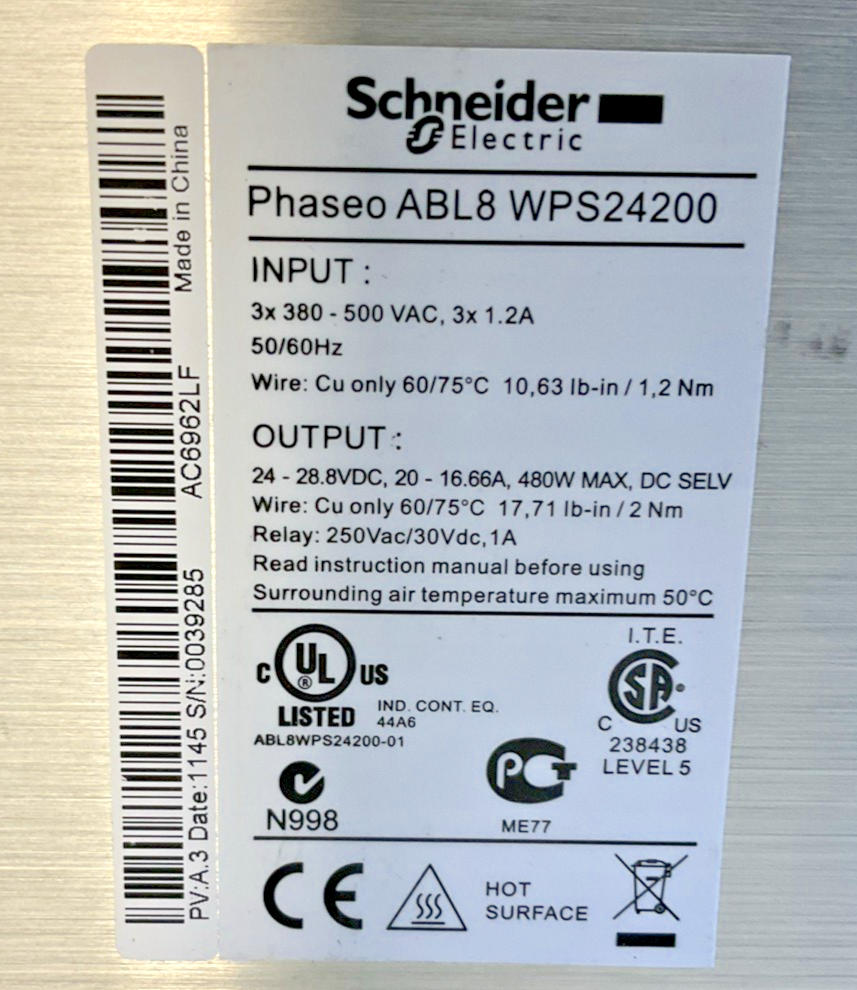 Schneider
Electric
Phaseo ABL8 WPS24200
INPUT :
3x 380 - 500 VAC, 3x 1.2A
50/60Hz
Wire: Cu only 60/75°C 10,63 lb-in / 1,2 Nm
OUTPUT :
24 - 28.8VDC, 20 - 16.66A, 480W MAX, DC SELV
Wire: Cu only 60/75°C 17,71 lb-in / 2 Nm
Relay: 250Vac/30Vdc,1A
Read instruction manual before using
Surrounding air temperature maximum 50°C
C UL ® US
LISTED
IND. CONT. EQ.
44A6
ABL8WPS24200-01
I.T.E.
SA
C US
238438
LEVEL 5
N998
PCT
ME77
CE
HOT
SURFACE
Made in China
AC6962LF
PV:A.3 Date:1145 S/N:0039285